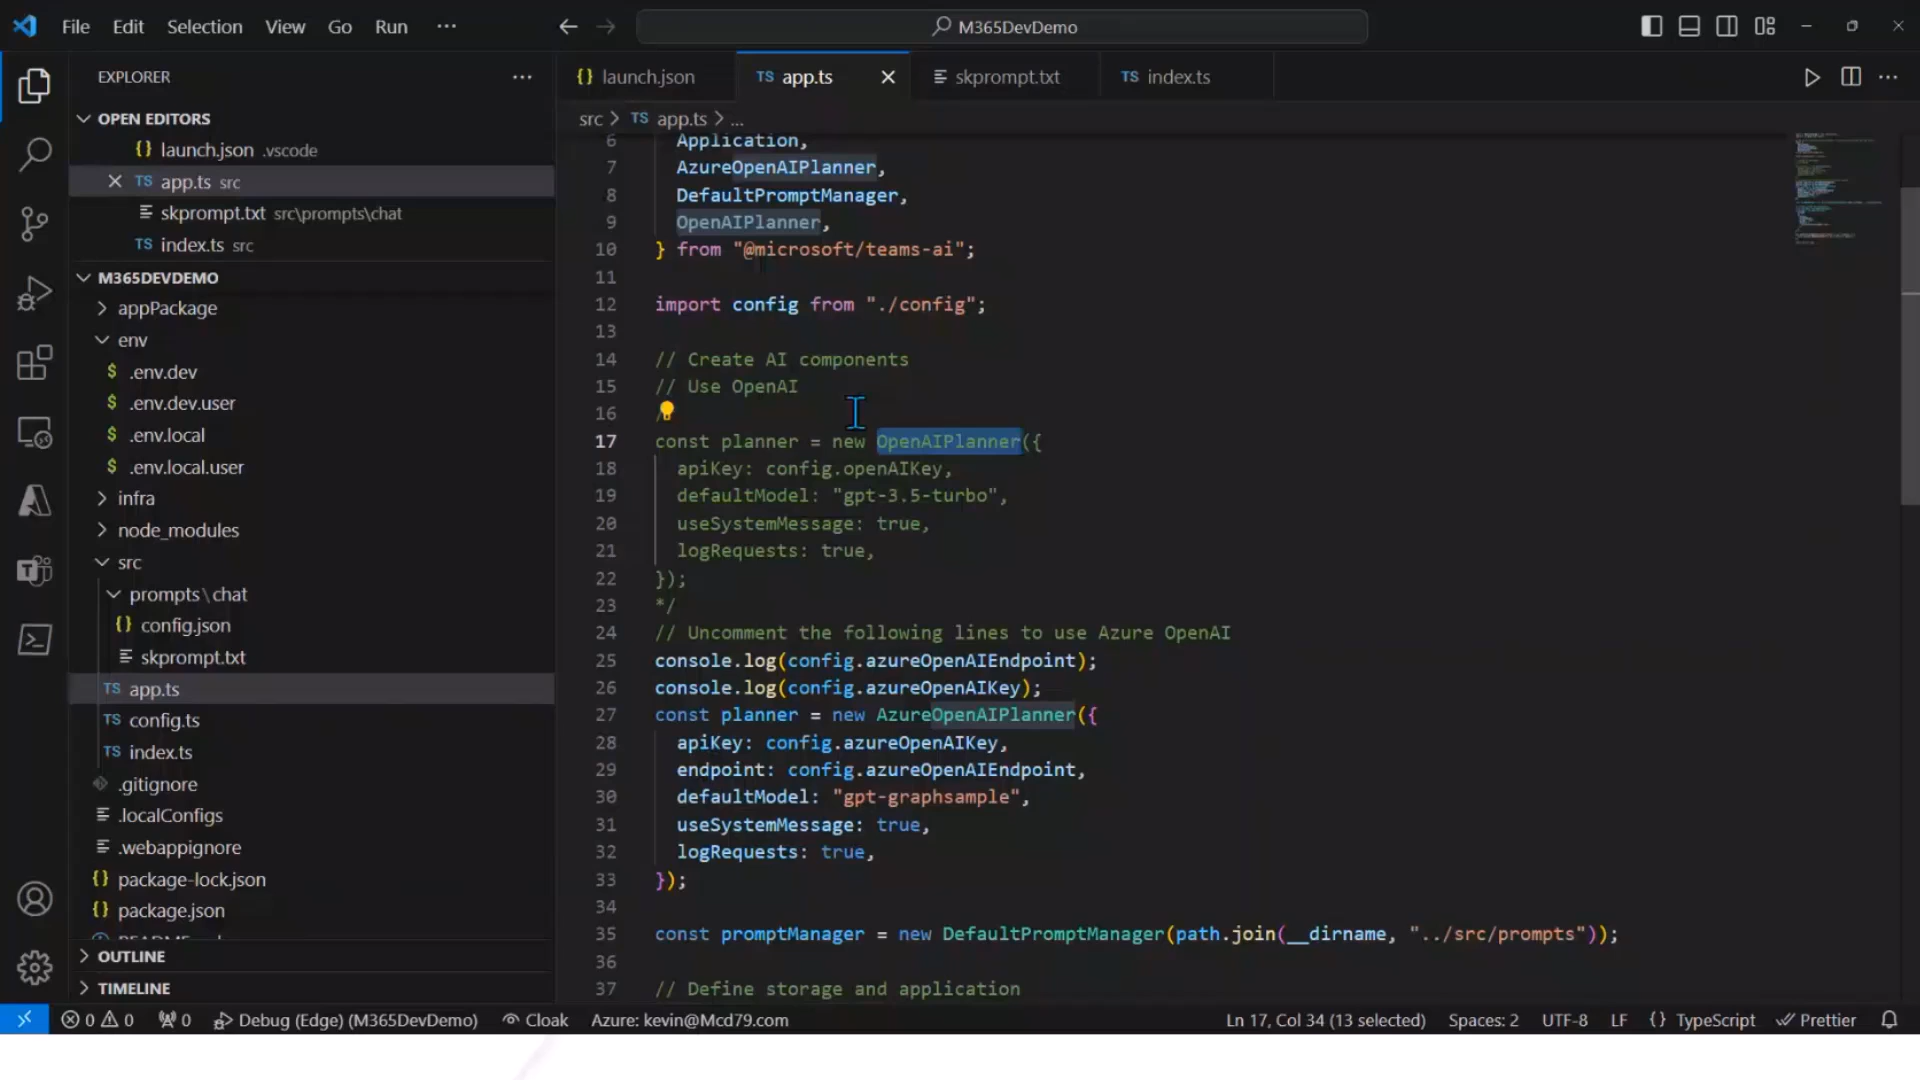 File Edit Selection View Go Run ···
M365DevDemo
EXPLORER
OPEN EDITORS
{} launch.json .vscode
TS app.ts src
skprompt.txt src\prompts\chat
TS index.ts src
M365DEVDEMO
appPackage
env
$ .env.dev
$ .env.dev.user
$ .env.local
$ .env.local.user
infra
node_modules
src
prompts\chat
{} config.json
skprompt.txt
TS app.ts
TS config.ts
TS index.ts
.gitignore
.localConfigs
.webappignore
{} package-lock.json
{} package.json
OUTLINE
TIMELINE
{} launch.json TS app.ts skprompt.txt TS index.ts
src > TS app.ts > ...
6 Application,
7 AzureOpenAIPlanner,
8 DefaultPromptManager,
9 OpenAIPlanner,
10 } from "@microsoft/teams-ai";
11
12 import config from "./config";
13
14 // Create AI components
15 // Use OpenAI
16
17 const planner = new OpenAIPlanner({
18 apiKey: config.openAIKey,
19 defaultModel: "gpt-3.5-turbo",
20 useSystemMessage: true,
21 logRequests: true,
22 });
23 */
24 // Uncomment the following lines to use Azure OpenAI
25 console.log(config.azureOpenAIEndpoint);
26 console.log(config.azureOpenAIKey);
27 const planner = new AzureOpenAIPlanner({
28 apiKey: config.azureOpenAIKey,
29 endpoint: config.azureOpenAIEndpoint,
30 defaultModel: "gpt-graphsample",
31 useSystemMessage: true,
32 logRequests: true,
33 });
34
35 const promptManager = new DefaultPromptManager(path.join(__dirname, "../src/prompts"));
36
37 // Define storage and application
0 0 0 Debug (Edge) (M365DevDemo) Cloak Azure: kevin@Mcd79.com Ln 17, Col 34 (13 selected) Spaces: 2 UTF-8 LF {} TypeScript Prettier